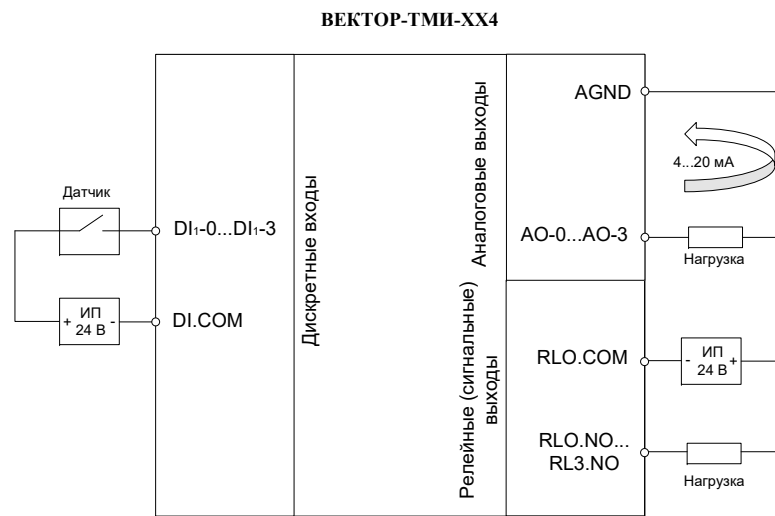 ВЕКТОР-ТМИ-XX4
Датчик
DI₁-0...DI₁-3
+ ИП -
24 В
DI.COM
Дискретные входы
Аналоговые выходы
Релейные (сигнальные)
выходы
AGND
4...20 мА
AO-0...AO-3
Нагрузка
RLO.COM
- ИП +
24 В
RLO.NO...
RL3.NO
Нагрузка